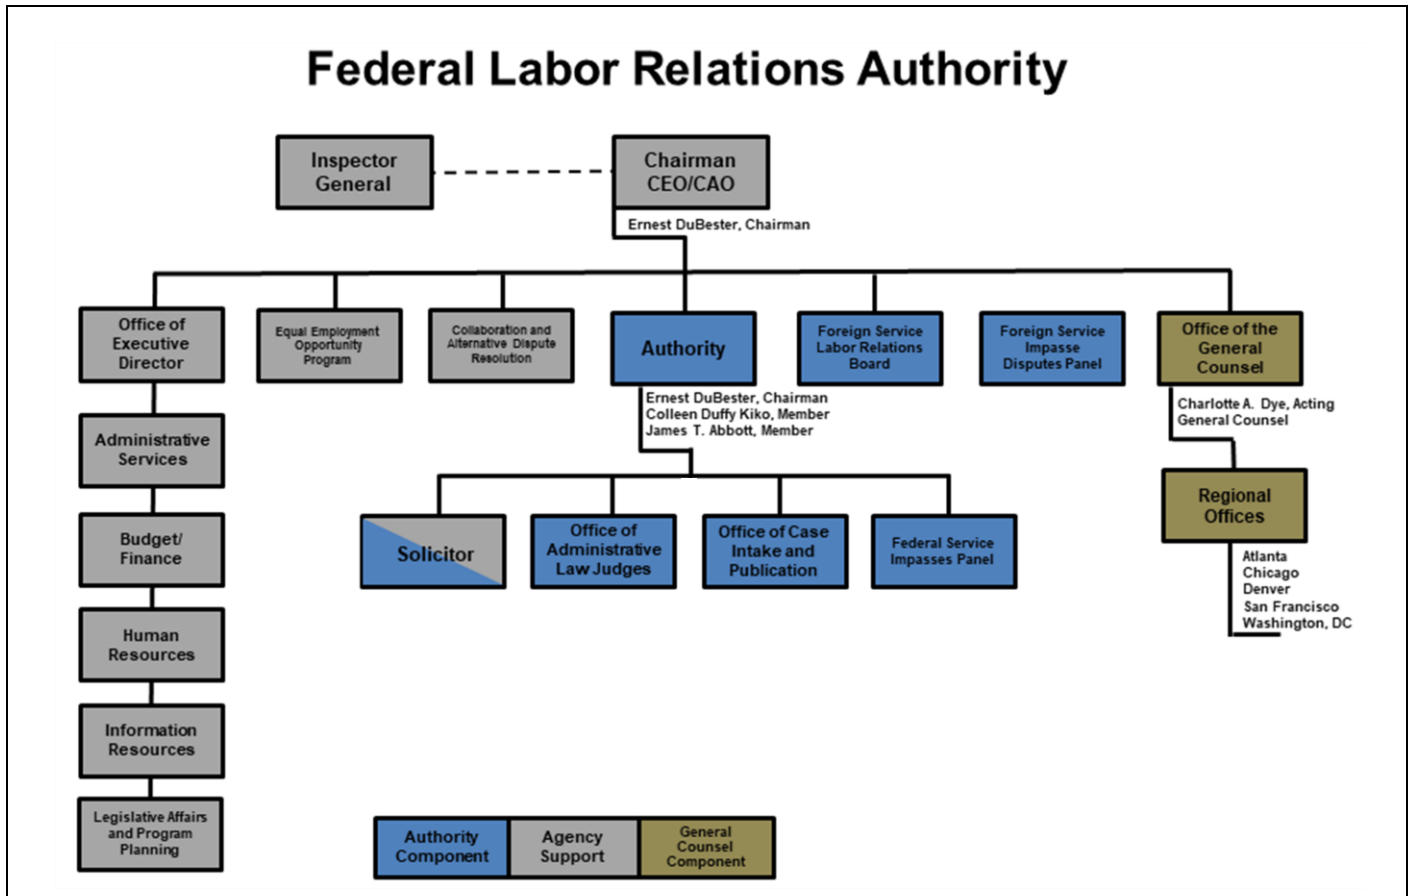 Federal Labor Relations Authority
Inspector
General
Chairman
CEO/CAO
Ernest DuBester, Chairman
Office of
Executive
Director
Equal Employment
Opportunity
Program
Collaboration and
Alternative Dispute
Resolution
Authority
Foreign Service
Labor Relations
Board
Foreign Service
Impasse
Disputes Panel
Office of the
General
Counsel
Ernest DuBester, Chairman
Colleen Duffy Kiko, Member
James T. Abbott, Member
Charlotte A. Dye, Acting
General Counsel
Administrative
Services
Budget/
Finance
Human
Resources
Information
Resources
Legislative Affairs
and Program
Planning
Solicitor
Office of
Administrative
Law Judges
Office of Case
Intake and
Publication
Federal Service
Impasses Panel
Regional
Offices
Atlanta
Chicago
Denver
San Francisco
Washington, DC
Authority
Component
Agency
Support
General
Counsel
Component